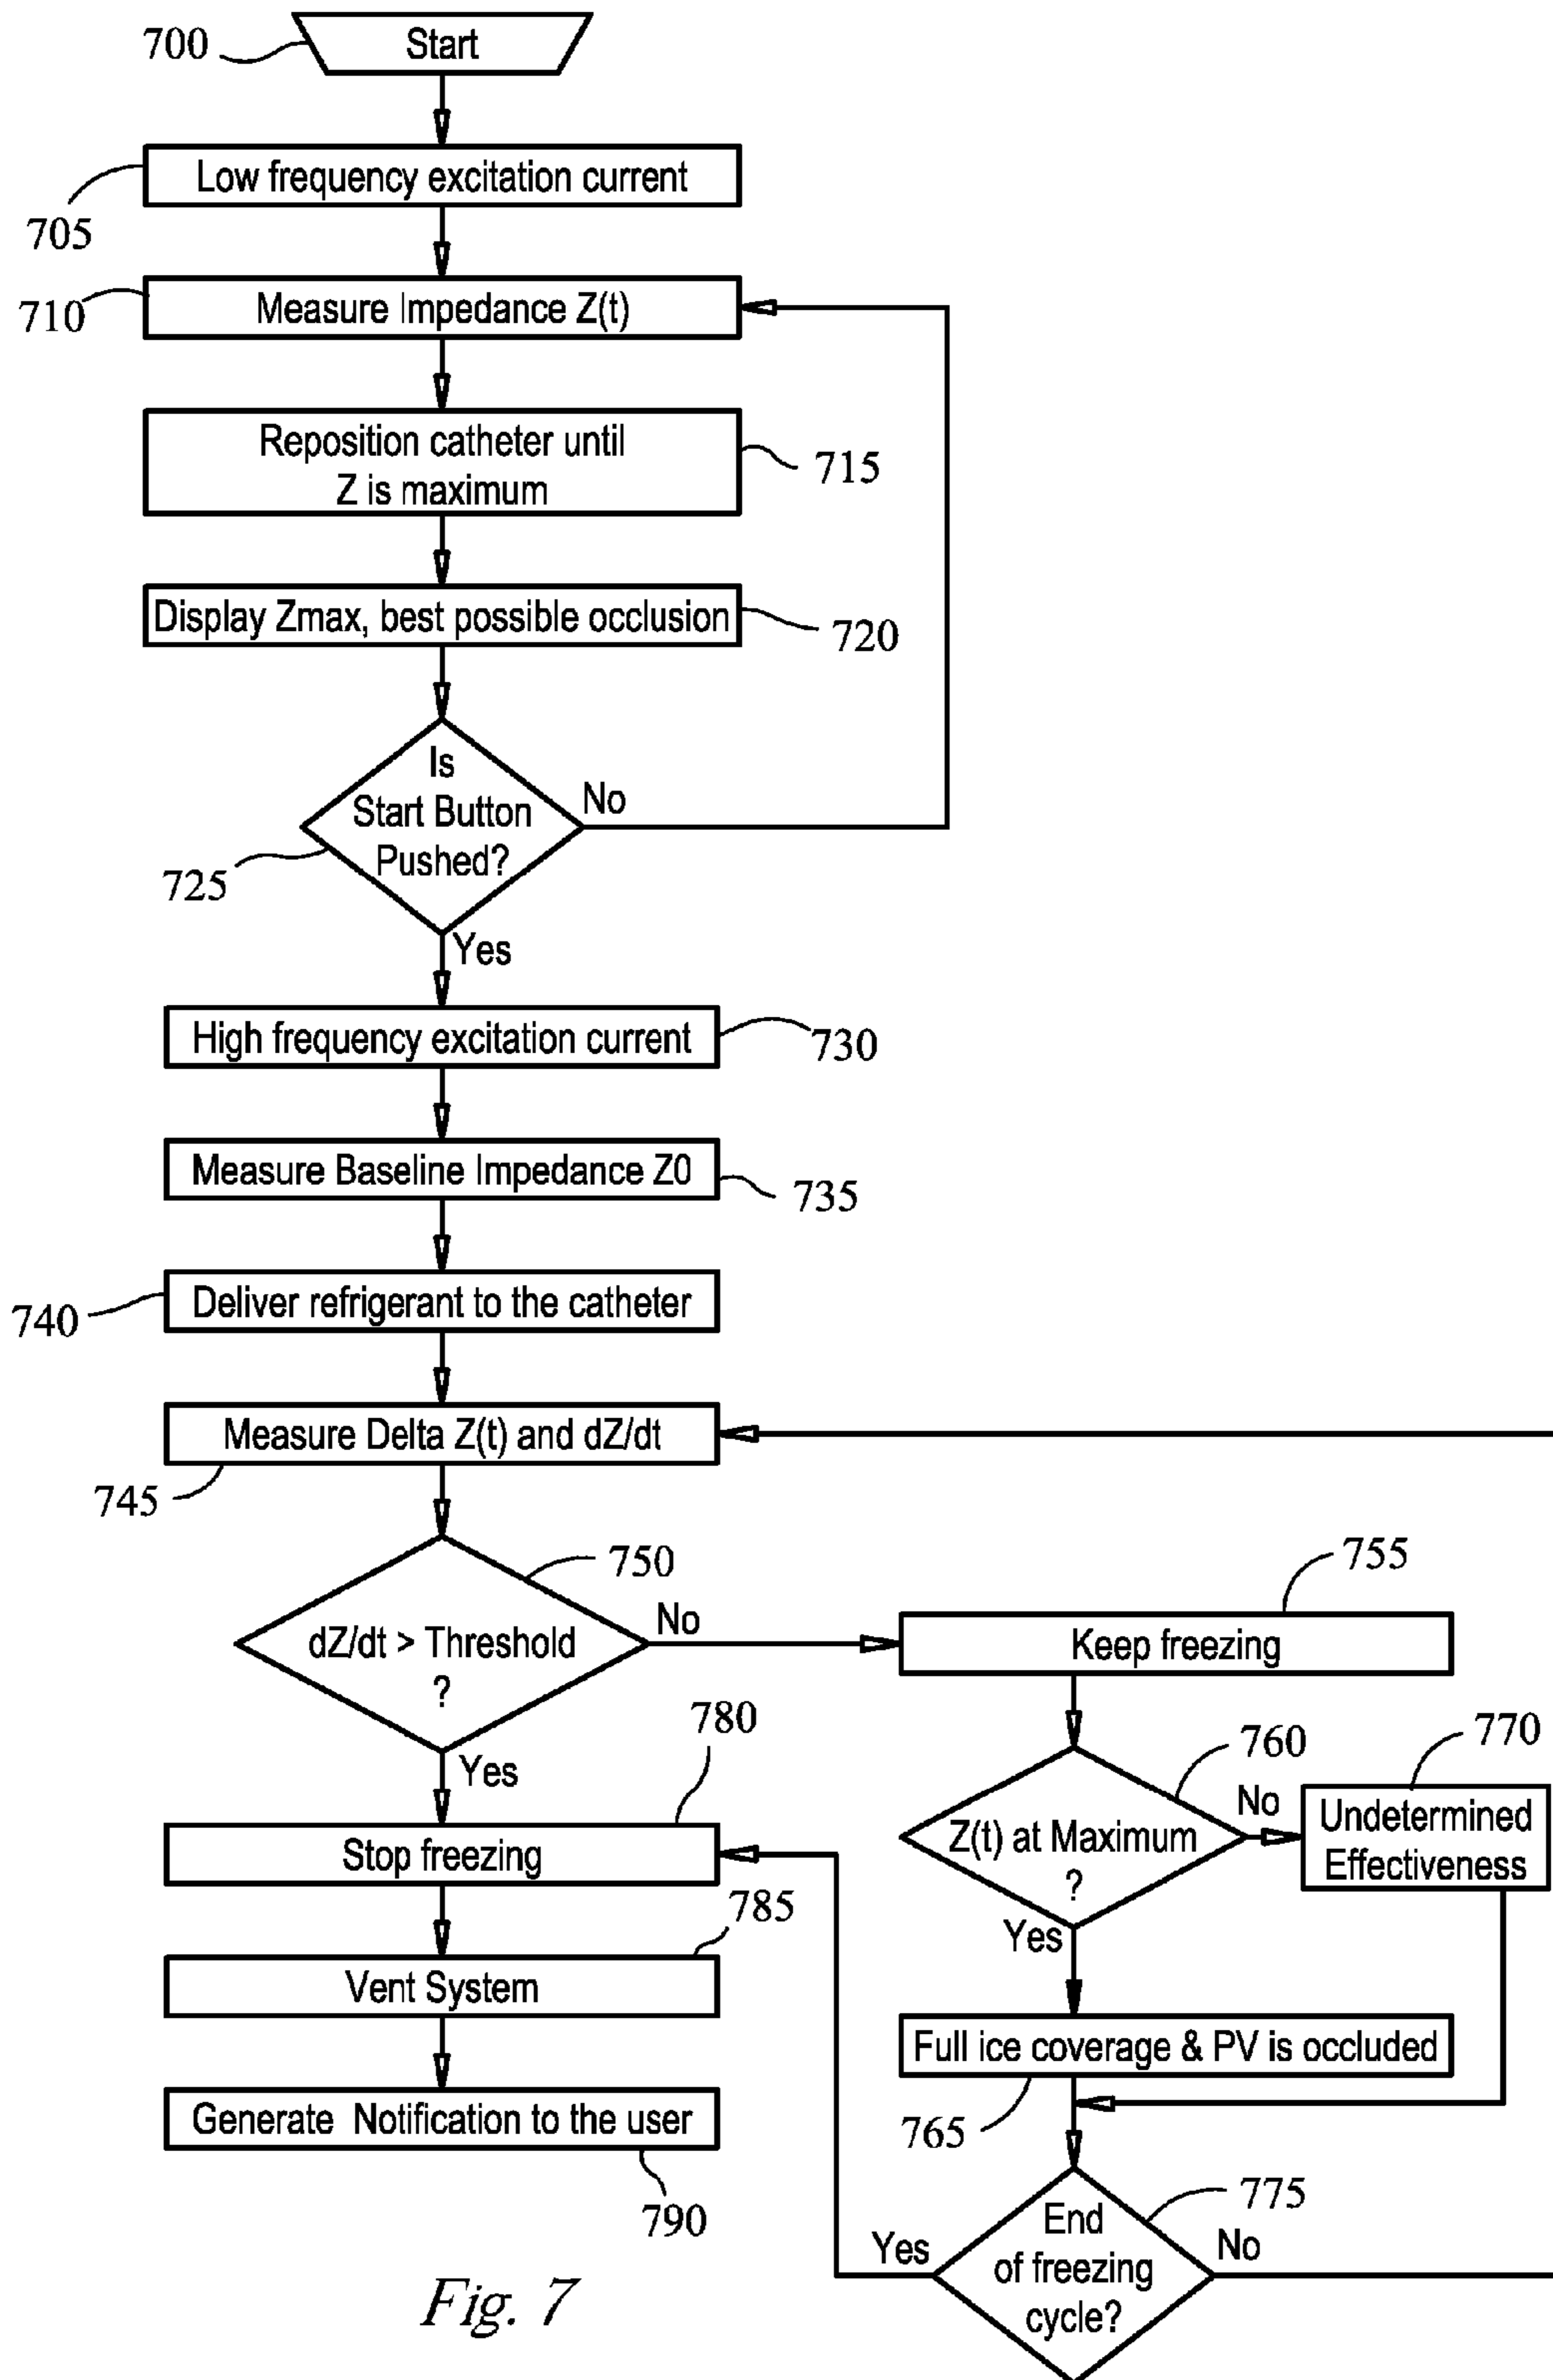 700
Start
Low frequency excitation current
705
Measure Impedance Z(t)
710
Reposition catheter until
Z is maximum
715
Display Zmax, best possible occlusion
720
Is
Start Button
Pushed?
No
725
Yes
High frequency excitation current
730
Measure Baseline Impedance Z0
735
Deliver refrigerant to the catheter
740
Measure Delta Z(t) and dZ/dt
745
750
dZ/dt > Threshold
?
No
Yes
755
Keep freezing
760
Z(t) at Maximum
?
No
Yes
770
Undetermined
Effectiveness
780
Stop freezing
785
Vent System
Full ice coverage & PV is occluded
765
Generate Notification to the user
790
775
End
of freezing
cycle?
Yes
No
Fig. 7